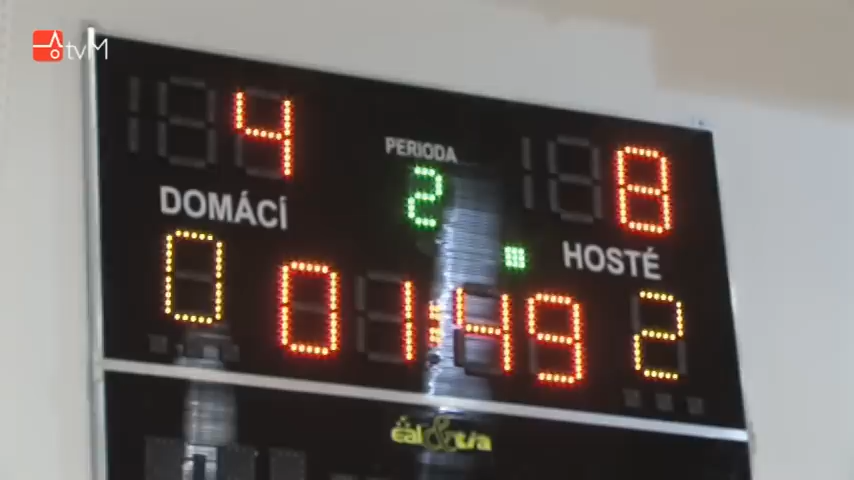 tvM
4
PERIODA
8
2
DOMÁCÍ
HOSTÉ
0
01:49
2